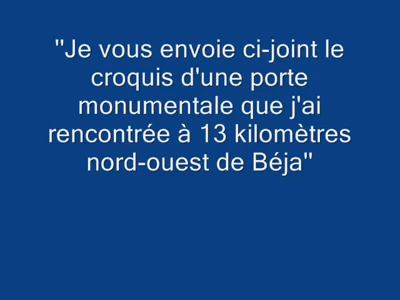 "Je vous envoie ci-joint le
croquis d'une porte
monumentale que j'ai
rencontrée à 13 kilomètres
nord-ouest de Béja"